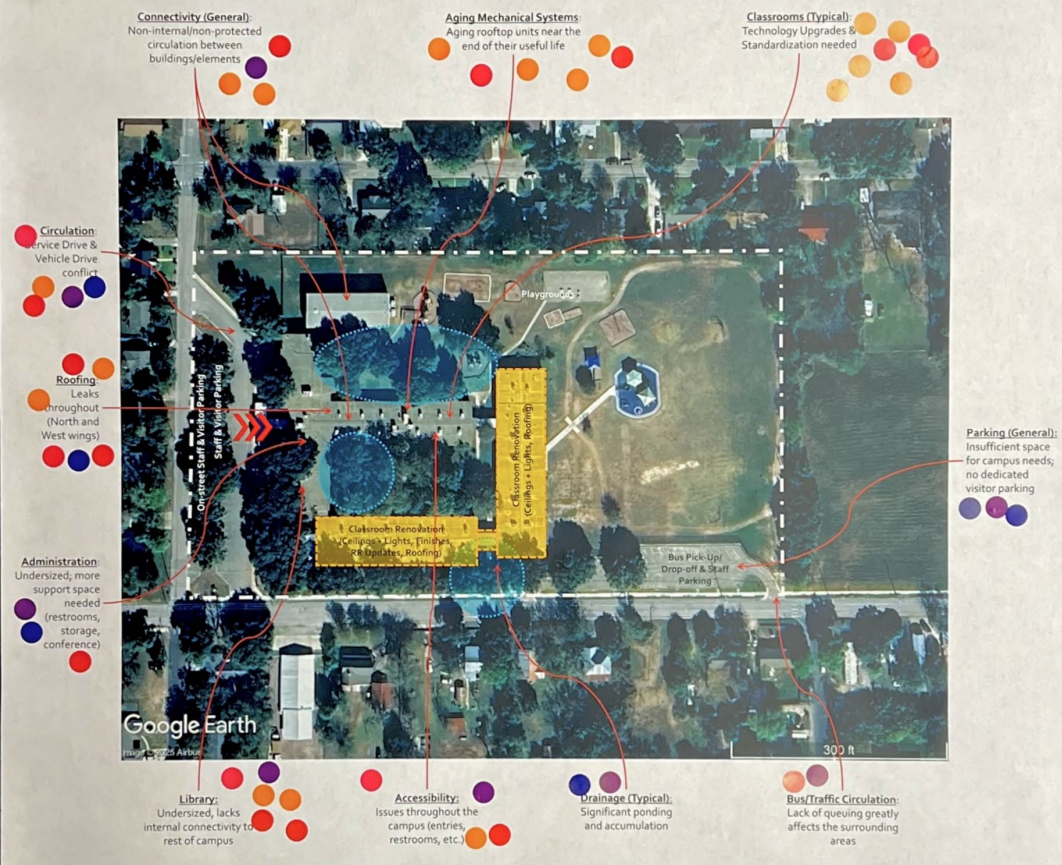 Connectivity (General):
Non-internal/non-protected
circulation between
buildings/elements
Aging Mechanical Systems:
Aging rooftop units near the
end of their useful life
Classrooms (Typical):
Technology Upgrades &
Standardization needed
Circulation:
Service Drive &
Vehicle Drive
conflict
Roofing:
Leaks
throughout
(North and
West wings)
Administration:
Undersized; more
support space
needed
(restrooms,
storage,
conference)
Playgrounds
On-street Staff & Visitor Parking
Staff & Visitor Parking
Classroom Renovation
(Ceilings + Lights, Roofing)
Classroom Renovation
(Ceilings + Lights, Finishes,
RR Updates, Roofing)
Bus Pick-Up/
Drop-off & Staff
Parking
Parking (General):
Insufficient space
for campus needs;
no dedicated
visitor parking
Google Earth
Image © 2025 Airbus
300 ft
Library:
Undersized, lacks
internal connectivity to
rest of campus
Accessibility:
Issues throughout the
campus (entries,
restrooms, etc.)
Drainage (Typical):
Significant ponding
and accumulation
Bus/Traffic Circulation:
Lack of queuing greatly
affects the surrounding
areas